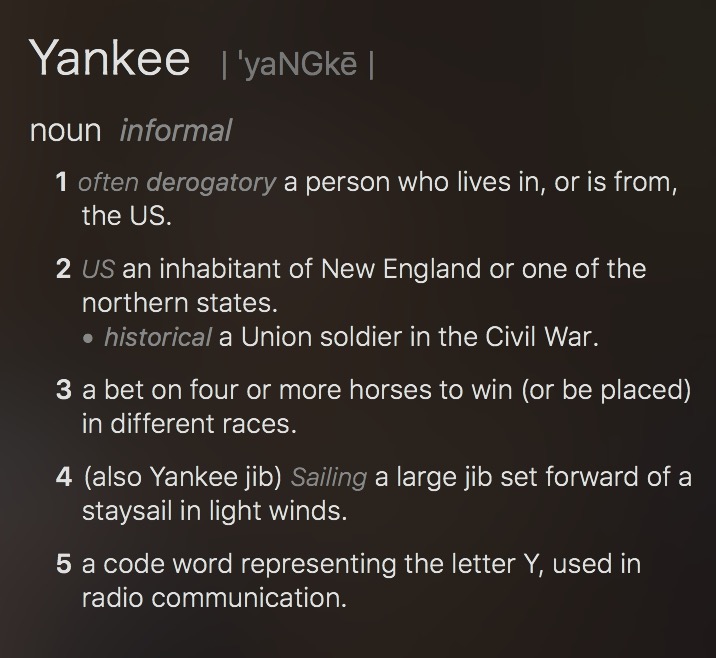 Yankee | ˈyaNGkē |
noun informal
1 often derogatory a person who lives in, or is from,
the US.
2 US an inhabitant of New England or one of the
northern states.
• historical a Union soldier in the Civil War.
3 a bet on four or more horses to win (or be placed)
in different races.
4 (also Yankee jib) Sailing a large jib set forward of a
staysail in light winds.
5 a code word representing the letter Y, used in
radio communication.